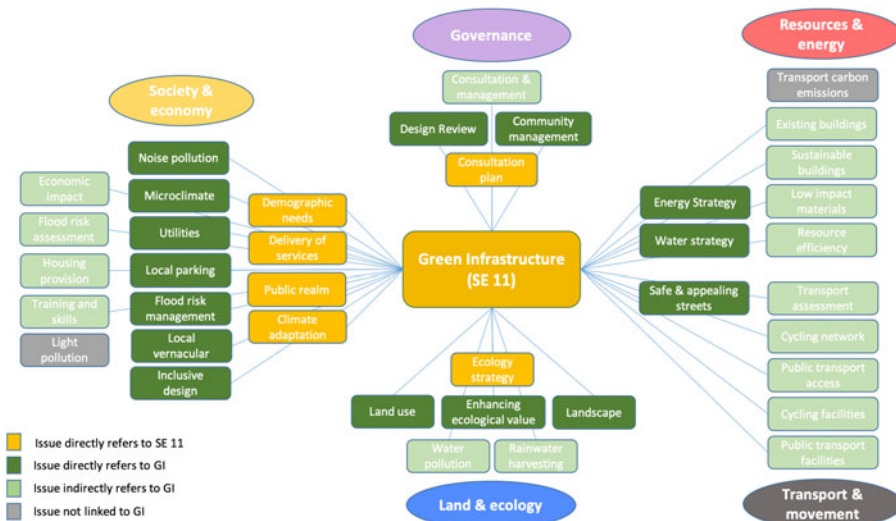 Governance
Resources &
energy
Society &
economy
Consultation &
management
Design Review
Community
management
Consultation
plan
Transport carbon
emissions
Existing buildings
Sustainable
buildings
Low impact
materials
Resource
efficiency
Energy Strategy
Water strategy
Noise pollution
Economic
impact
Microclimate
Demographic
needs
Flood risk
assessment
Utilities
Delivery of
services
Housing
provision
Local parking
Public realm
Training and
skills
Flood risk
management
Climate
adaptation
Light
pollution
Local
vernacular
Inclusive
design
Green Infrastructure
(SE 11)
Safe & appealing
streets
Transport
assessment
Cycling network
Public transport
access
Cycling facilities
Public transport
facilities
Ecology
strategy
Land use
Enhancing
ecological value
Landscape
Water
pollution
Rainwater
harvesting
Land & ecology
Transport &
movement
Issue directly refers to SE 11
Issue directly refers to GI
Issue indirectly refers to GI
Issue not linked to GI